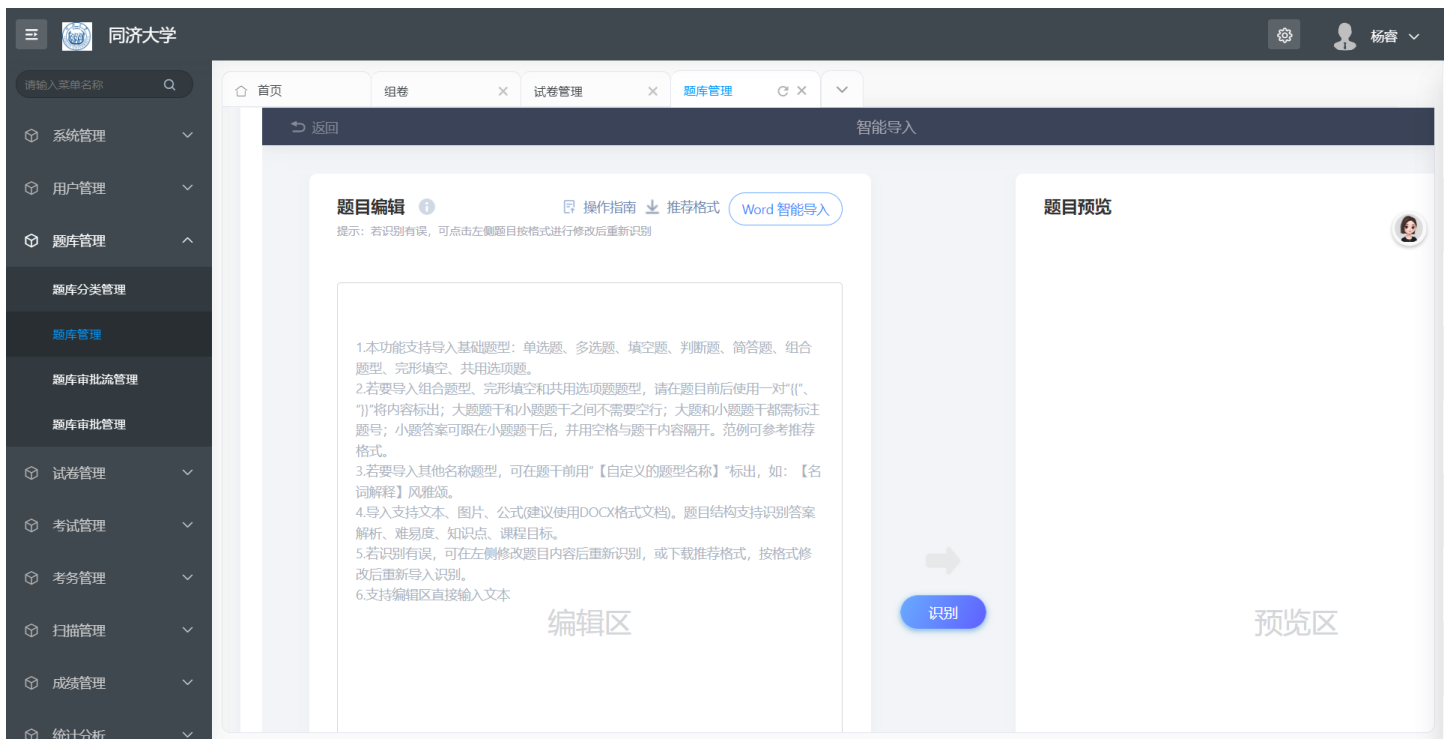 同济大学
杨睿
请输入菜单名称
首页
组卷
试卷管理
题库管理
系统管理
用户管理
题库管理
题库分类管理
题库管理
题库审批流管理
题库审批管理
试卷管理
考试管理
考务管理
扫描管理
成绩管理
统计分析
返回
智能导入
题目编辑
操作指南
推荐格式
Word 智能导入
提示：若识别有误，可点击左侧题目按格式进行修改后重新识别
1.本功能支持导入基础题型：单选题、多选题、填空题、判断题、简答题、组合
题型、完形填空、共用选项题。
2.若要导入组合题型、完形填空和共用选项题题型，请在题目前后使用一对“{{”、
“}}”将内容标出；大题题干和小题题干之间不需要空行；大题和小题题干都需标注
题号；小题答案可跟在小题题干后，并用空格与题干内容隔开。范例可参考推荐
格式。
3.若要导入其他名称题型，可在题干前用“【自定义的题型名称】”标出，如：【名
词解释】风雅颂。
4.导入支持文本、图片、公式(建议使用DOCX格式文档)。题目结构支持识别答案
解析、难易度、知识点、课程目标。
5.若识别有误，可在左侧修改题目内容后重新识别，或下载推荐格式，按格式修
改后重新导入识别。
6.支持编辑区直接输入文本
编辑区
识别
题目预览
预览区